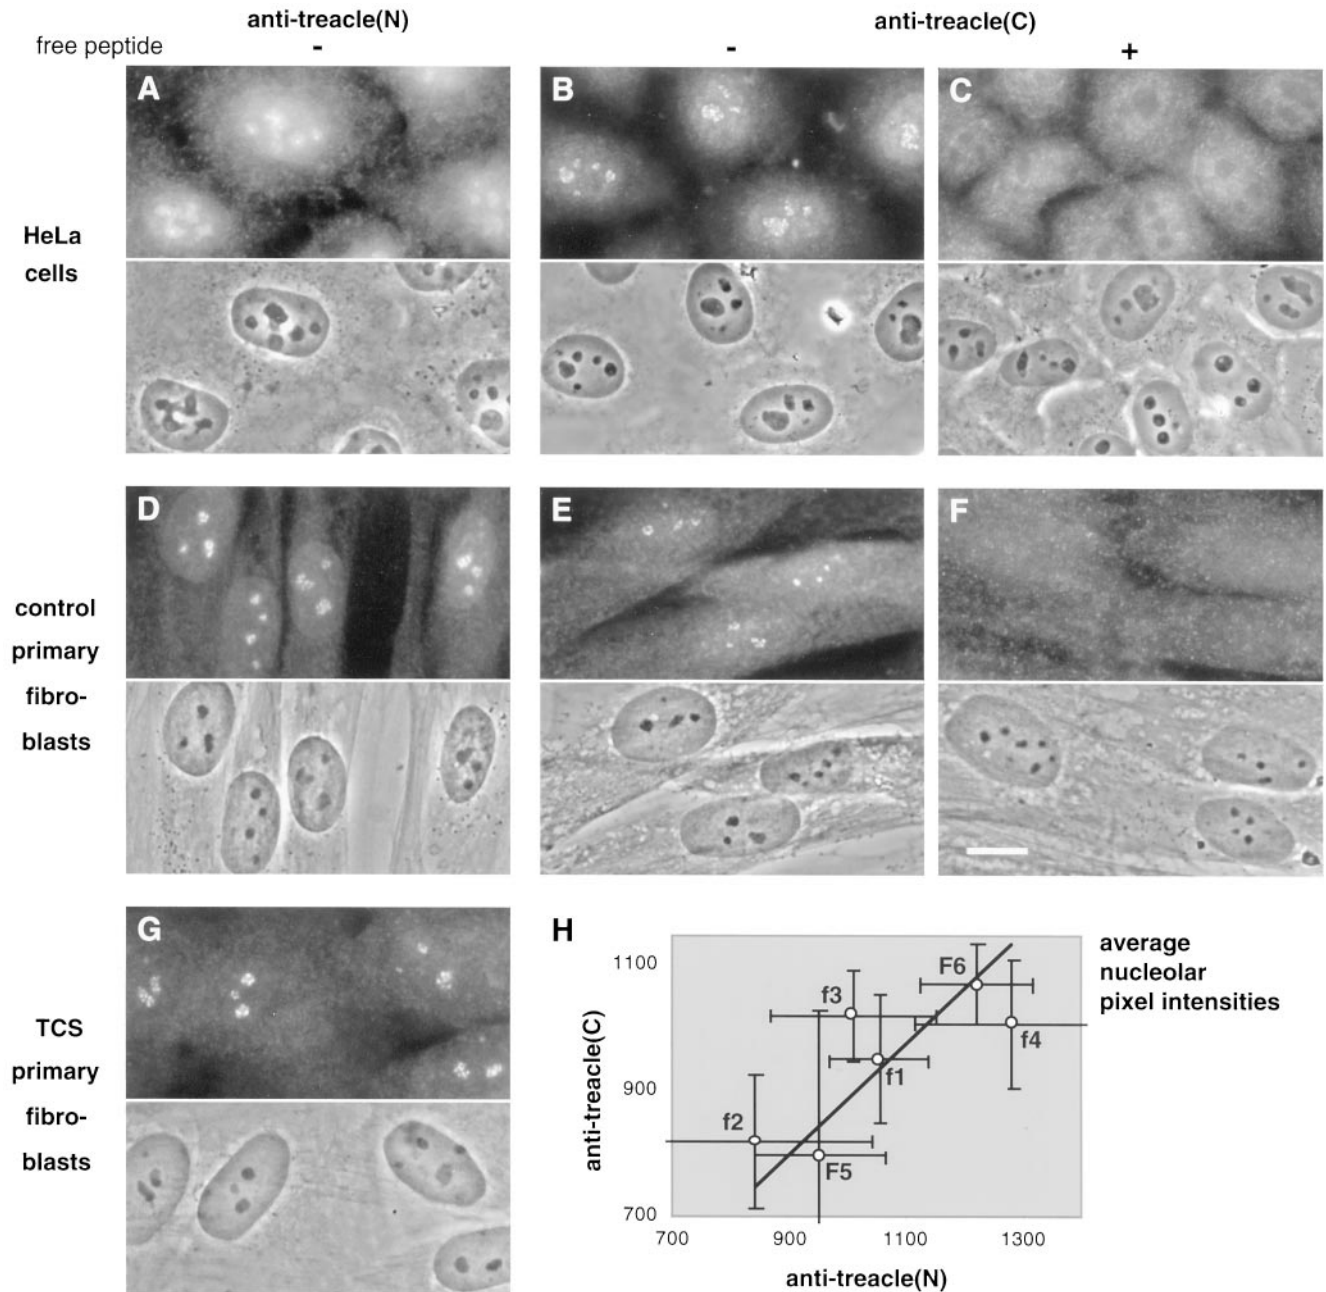 anti-treacle(N)
anti-treacle(C)
free peptide
-
-
+
A
B
C
HeLa
cells
D
E
F
control
primary
fibro-
blasts
G
TCS
primary
fibro-
blasts
H
average
nucleolar
pixel intensities
anti-treacle(C)
1100
900
700
F6
f3
f4
f1
f2
F5
700
900
1100
1300
anti-treacle(N)